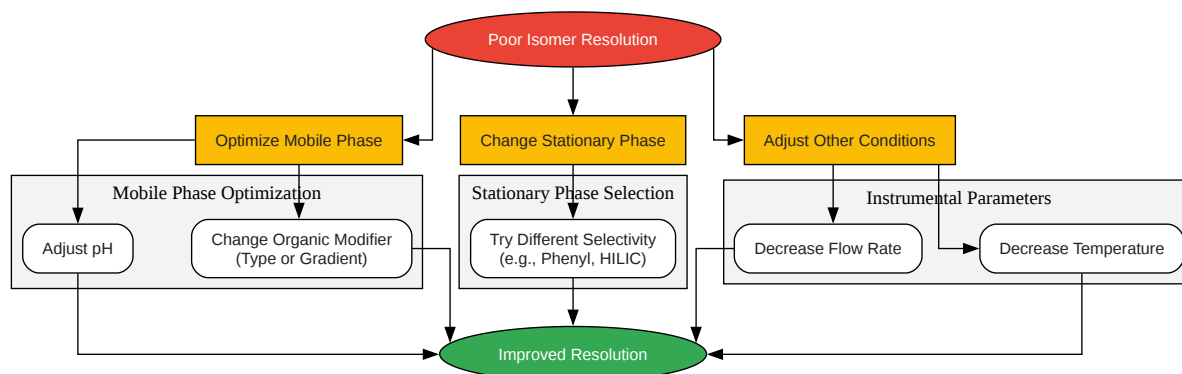 Poor Isomer Resolution
Optimize Mobile Phase
Change Stationary Phase
Adjust Other Conditions
Mobile Phase Optimization
Stationary Phase Selection
Instrumental Parameters
Adjust pH
Change Organic Modifier
(Type or Gradient)
Try Different Selectivity
(e.g., Phenyl, HILIC)
Decrease Flow Rate
Decrease Temperature
Improved Resolution